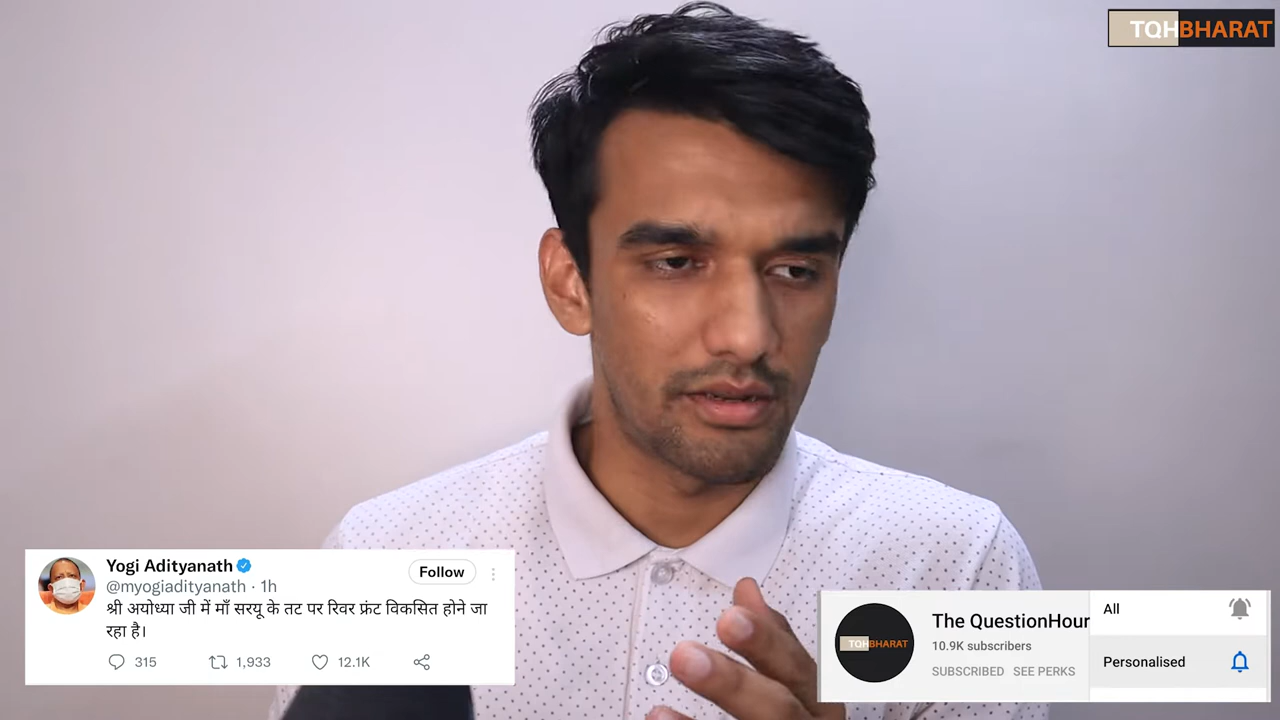 TQHBHARAT
Yogi Adityanath
@myogiadityanath · 1h
Follow
श्री अयोध्या जी में माँ सरयू के तट पर रिवर फ्रंट विकसित होने जा
रहा है।
315 1,933 12.1K
TQHBHARAT
The QuestionHour
10.9K subscribers
SUBSCRIBED SEE PERKS
All
Personalised